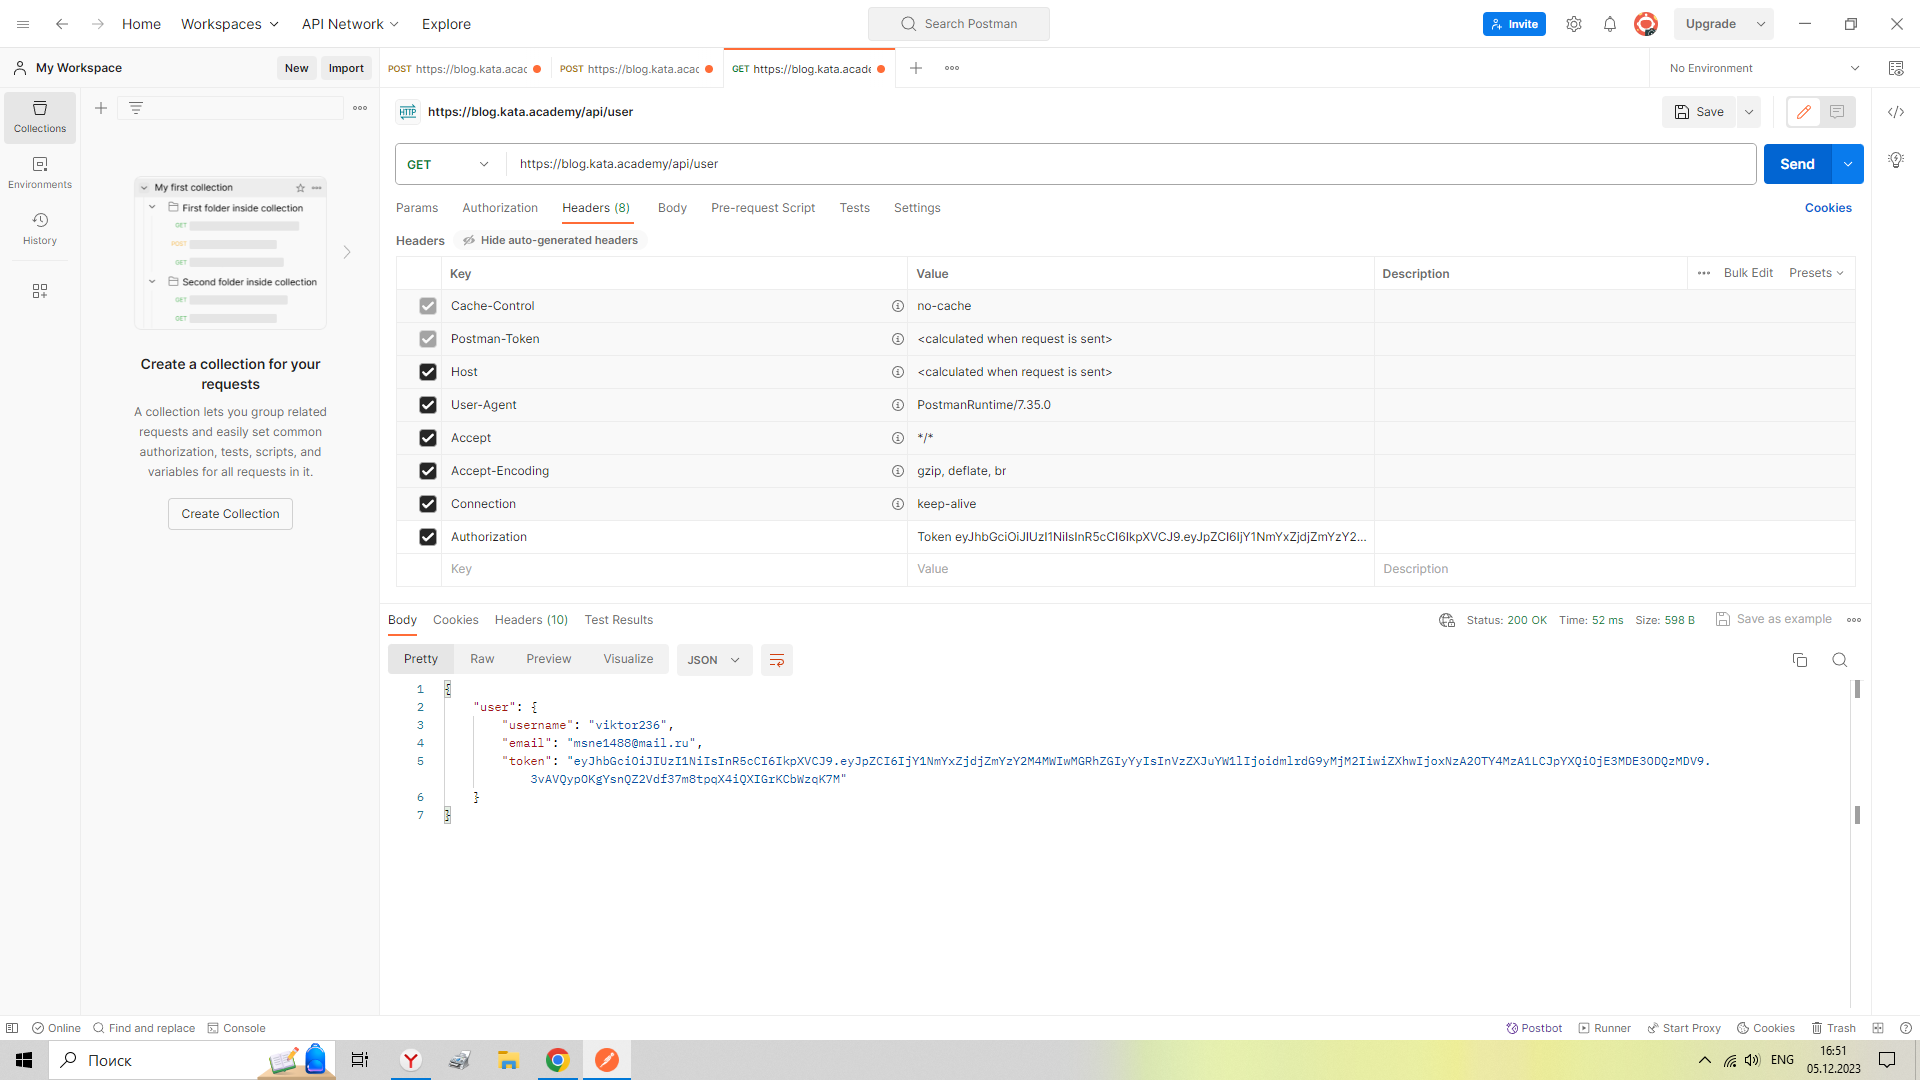 Home Workspaces API Network Explore Search Postman Invite Upgrade
My Workspace New Import POST https://blog.kata.acac POST https://blog.kata.acac GET https://blog.kata.acade No Environment
Collections
Environments
History
My first collection
First folder inside collection
GET
POST
GET
Second folder inside collection
GET
GET
Create a collection for your
requests
A collection lets you group related
requests and easily set common
authorization, tests, scripts, and
variables for all requests in it.
Create Collection
HTTP https://blog.kata.academy/api/user Save
GET https://blog.kata.academy/api/user Send
Params Authorization Headers (8) Body Pre-request Script Tests Settings Cookies
Headers Hide auto-generated headers
Key Value Description Bulk Edit Presets
Cache-Control no-cache
Postman-Token <calculated when request is sent>
Host <calculated when request is sent>
User-Agent PostmanRuntime/7.35.0
Accept */*
Accept-Encoding gzip, deflate, br
Connection keep-alive
Authorization Token eyJhbGciOiJIUzI1NiIsInR5cCI6IkpXVCJ9.eyJpZCI6IjY1NmYxZjdjZmYzY2...
Key Value Description
Body Cookies Headers (10) Test Results Status: 200 OK Time: 52 ms Size: 598 B Save as example
Pretty Raw Preview Visualize JSON
1 {
2 "user": {
3 "username": "viktor236",
4 "email": "msne1488@mail.ru",
5 "token": "eyJhbGciOiJIUzI1NiIsInR5cCI6IkpXVCJ9.eyJpZCI6IjY1NmYxZjdjZmYzY2M4MWIwMGRhZGIyYyIsInVzZXJuYW1lIjoidmlrdG9yMjM2IiwiZXhwIjoxNzA2OTY4MzA1LCJpYXQiOjE3MDE3ODQzMDV9.
3vAVQypOKgYsnQZ2Vdf37m8tpqX4iQXIGrKCbWzqK7M"
6 }
7 }
Online Find and replace Console Postbot Runner Start Proxy Cookies Trash
Поиск ENG 16:51
05.12.2023